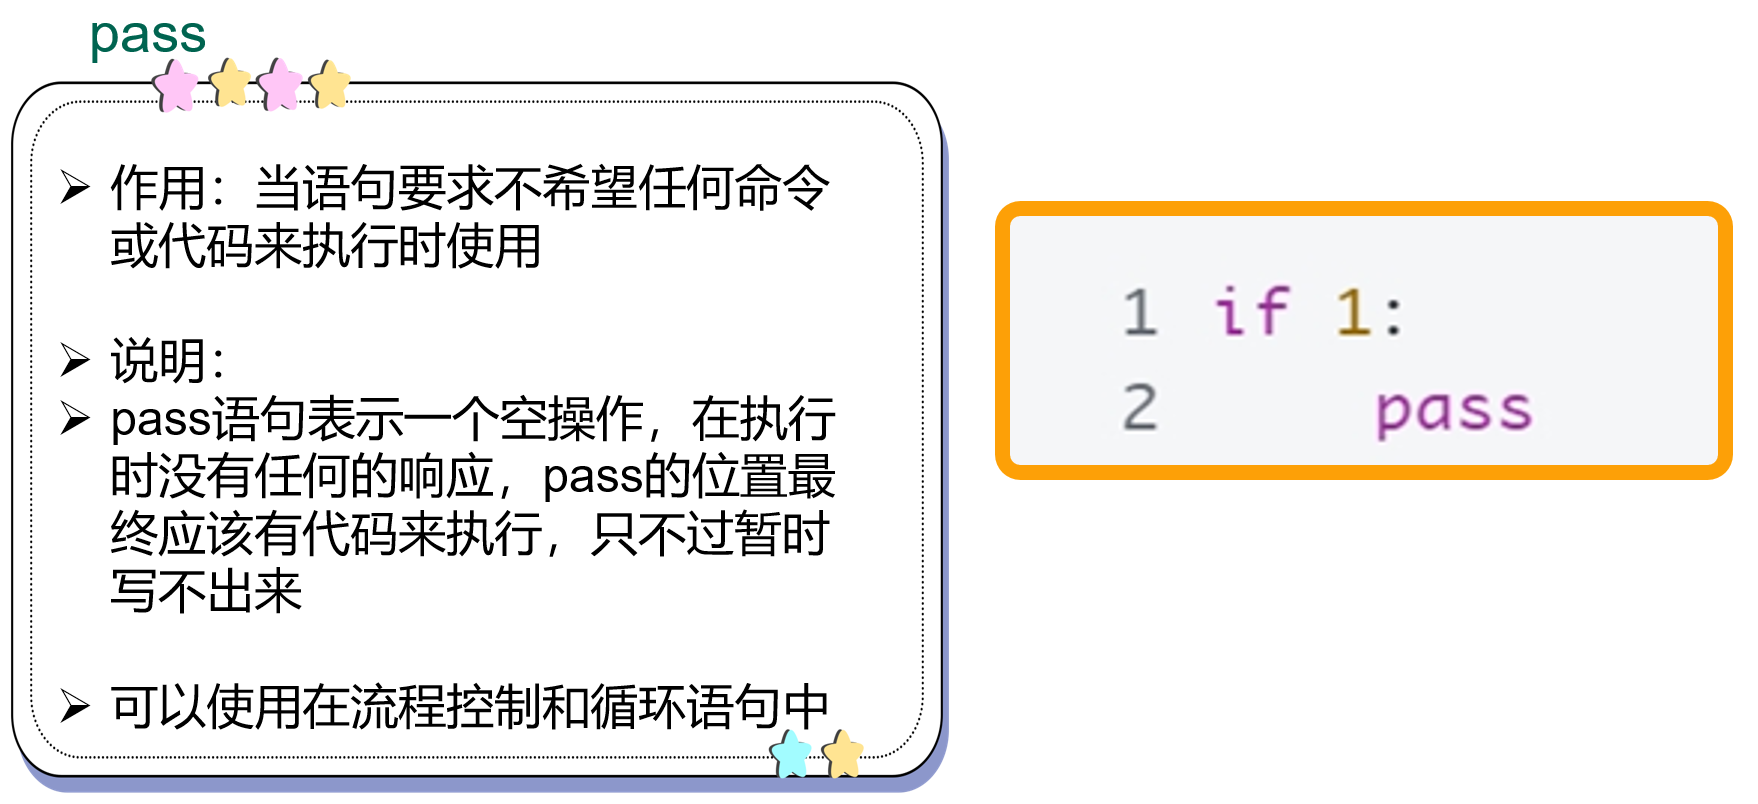 pass
➢ 作用：当语句要求不希望任何命令
或代码来执行时使用
➢ 说明：
➢ pass语句表示一个空操作，在执行
时没有任何的响应，pass的位置最
终应该有代码来执行，只不过暂时
写不出来
➢ 可以使用在流程控制和循环语句中
1 if 1:
2     pass